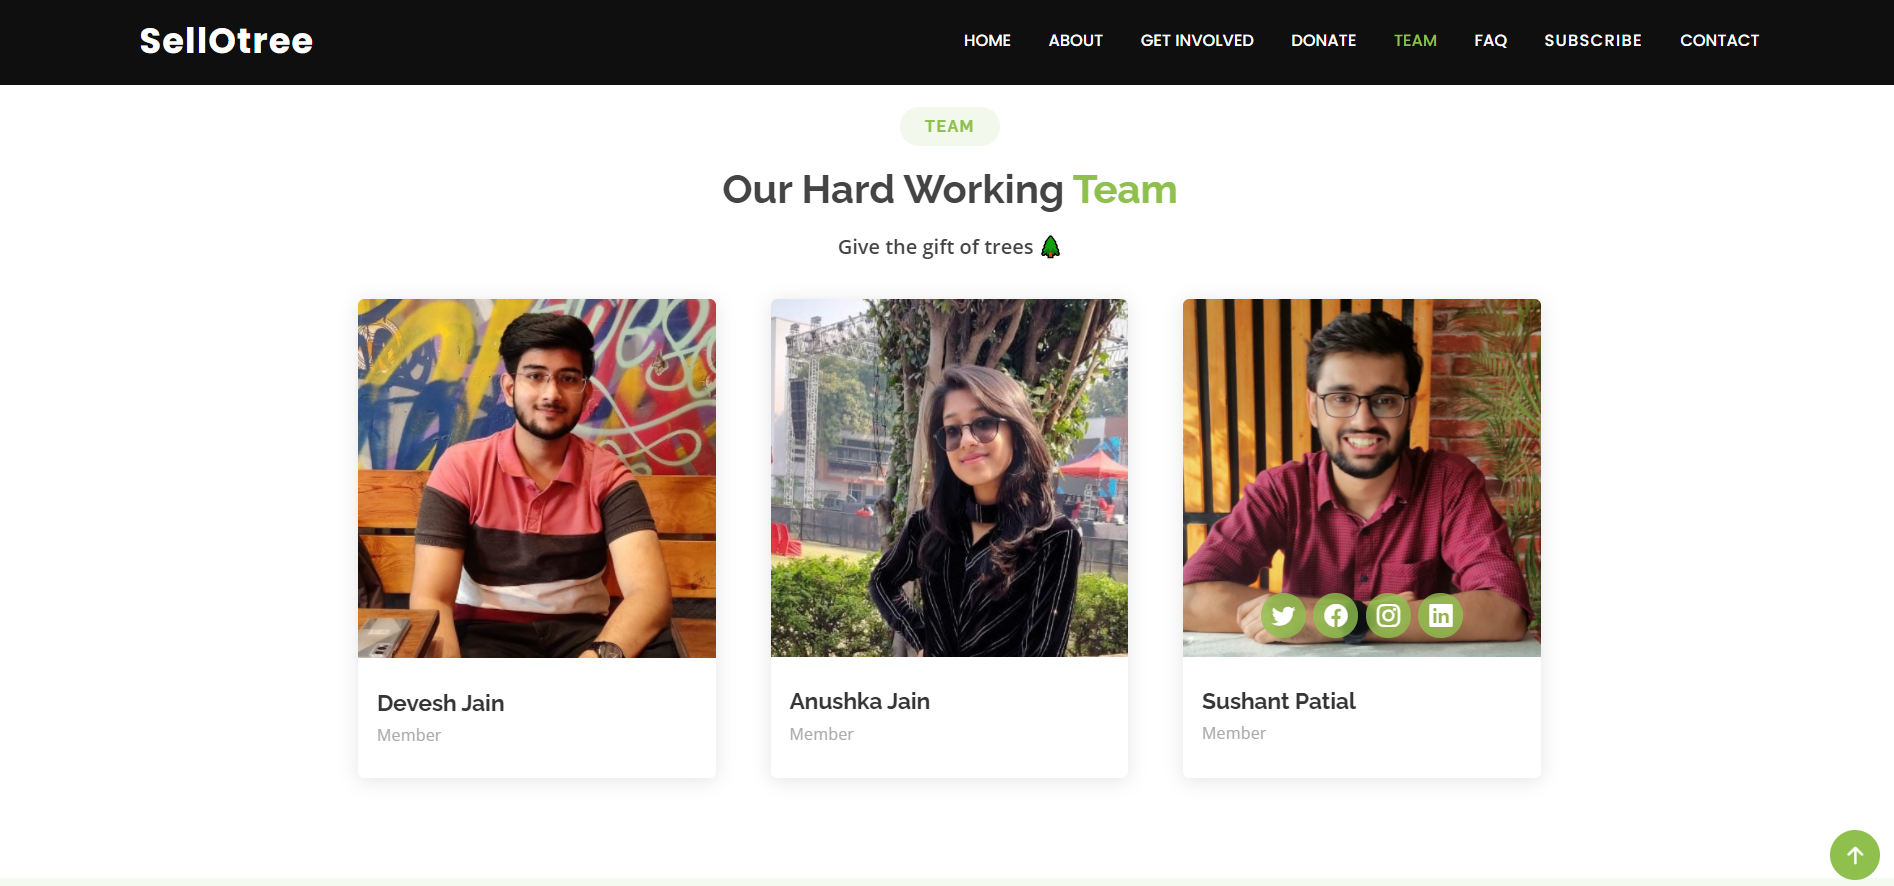 SellOtree
HOME ABOUT GET INVOLVED DONATE TEAM FAQ SUBSCRIBE CONTACT
TEAM
Our Hard Working Team
Give the gift of trees 🌲
Devesh Jain
Member
Anushka Jain
Member
Sushant Patial
Member